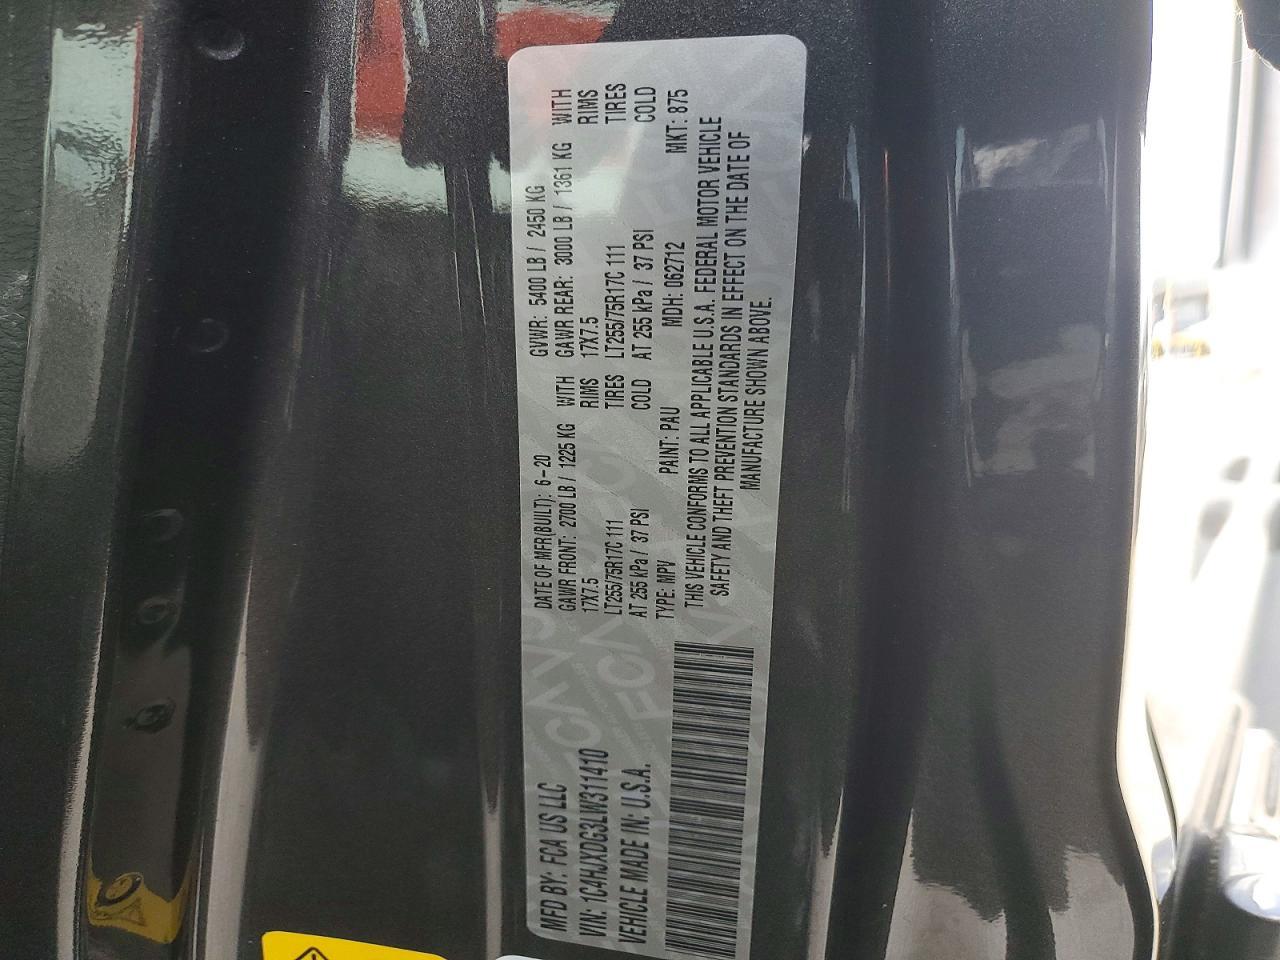 MFD BY: FCA US LLC DATE OF MFR(BUILT): 6-20 GVWR: 5400 LB / 2450 KG
VIN: 1C4HJXDG3LW311410 GAWR FRONT: 2700 LB / 1225 KG WITH GAWR REAR: 3000 LB / 1361 KG WITH
VEHICLE MADE IN: U.S.A. 17X7.5 RIMS 17X7.5 RIMS
LT255/75R17C 111 TIRES LT255/75R17C 111 TIRES
AT 255 kPa / 37 PSI COLD AT 255 kPa / 37 PSI COLD
TYPE: MPV PAINT: PAU MDH: 062712 MKT: 875
THIS VEHICLE CONFORMS TO ALL APPLICABLE U.S.A. FEDERAL MOTOR VEHICLE
SAFETY AND THEFT PREVENTION STANDARDS IN EFFECT ON THE DATE OF
MANUFACTURE SHOWN ABOVE.